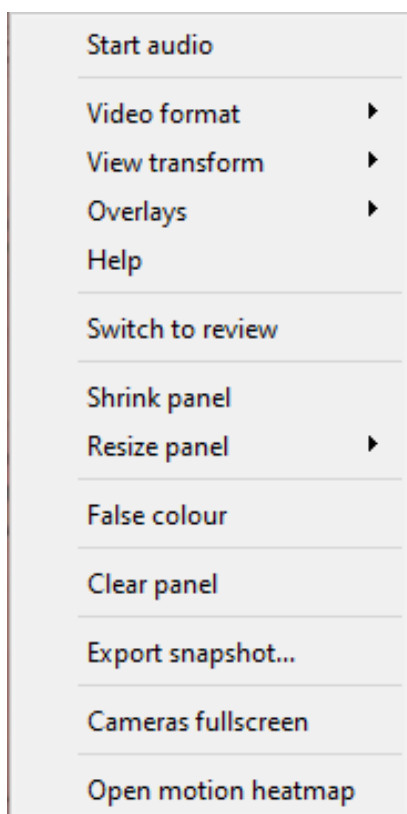 Start audio
Video format
View transform
Overlays
Help
Switch to review
Shrink panel
Resize panel
False colour
Clear panel
Export snapshot...
Cameras fullscreen
Open motion heatmap